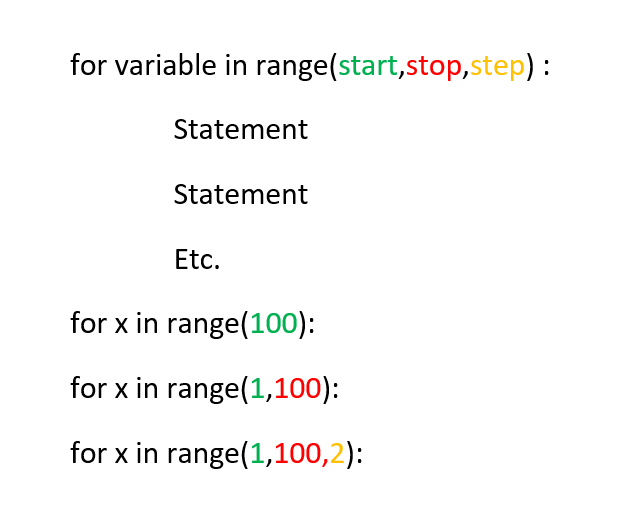 for variable in range(start,stop,step) :
Statement
Statement
Etc.
for x in range(100):
for x in range(1,100):
for x in range(1,100,2):